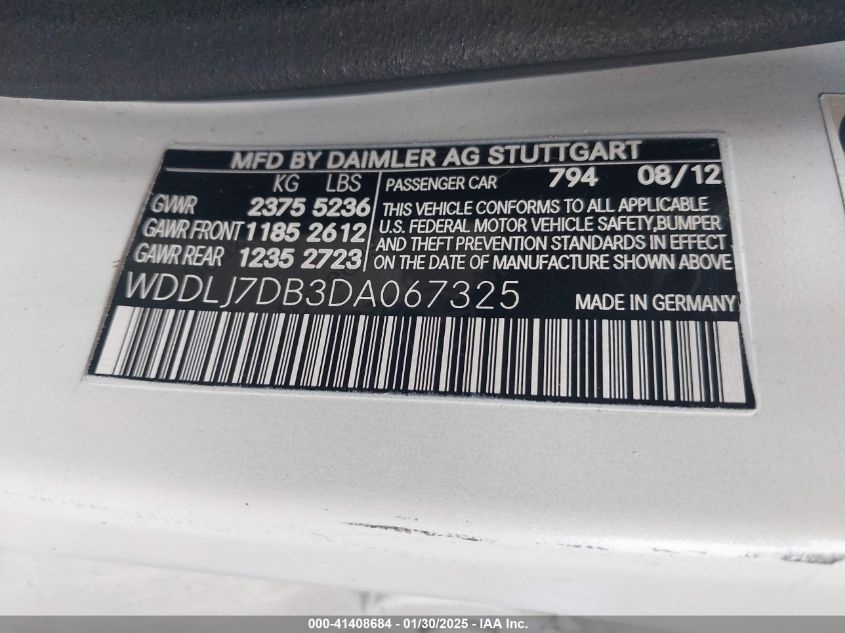 MFD BY DAIMLER AG STUTTGART
KG LBS
GVWR 2375 5236
GAWR FRONT 1185 2612
GAWR REAR 1235 2723
PASSENGER CAR 794 08/12
THIS VEHICLE CONFORMS TO ALL APPLICABLE
U.S. FEDERAL MOTOR VEHICLE SAFETY,BUMPER
AND THEFT PREVENTION STANDARDS IN EFFECT
ON THE DATE OF MANUFACTURE SHOWN ABOVE
WDDLJ7DB3DA067325 MADE IN GERMANY
000-41408684 - 01/30/2025 - IAA Inc.